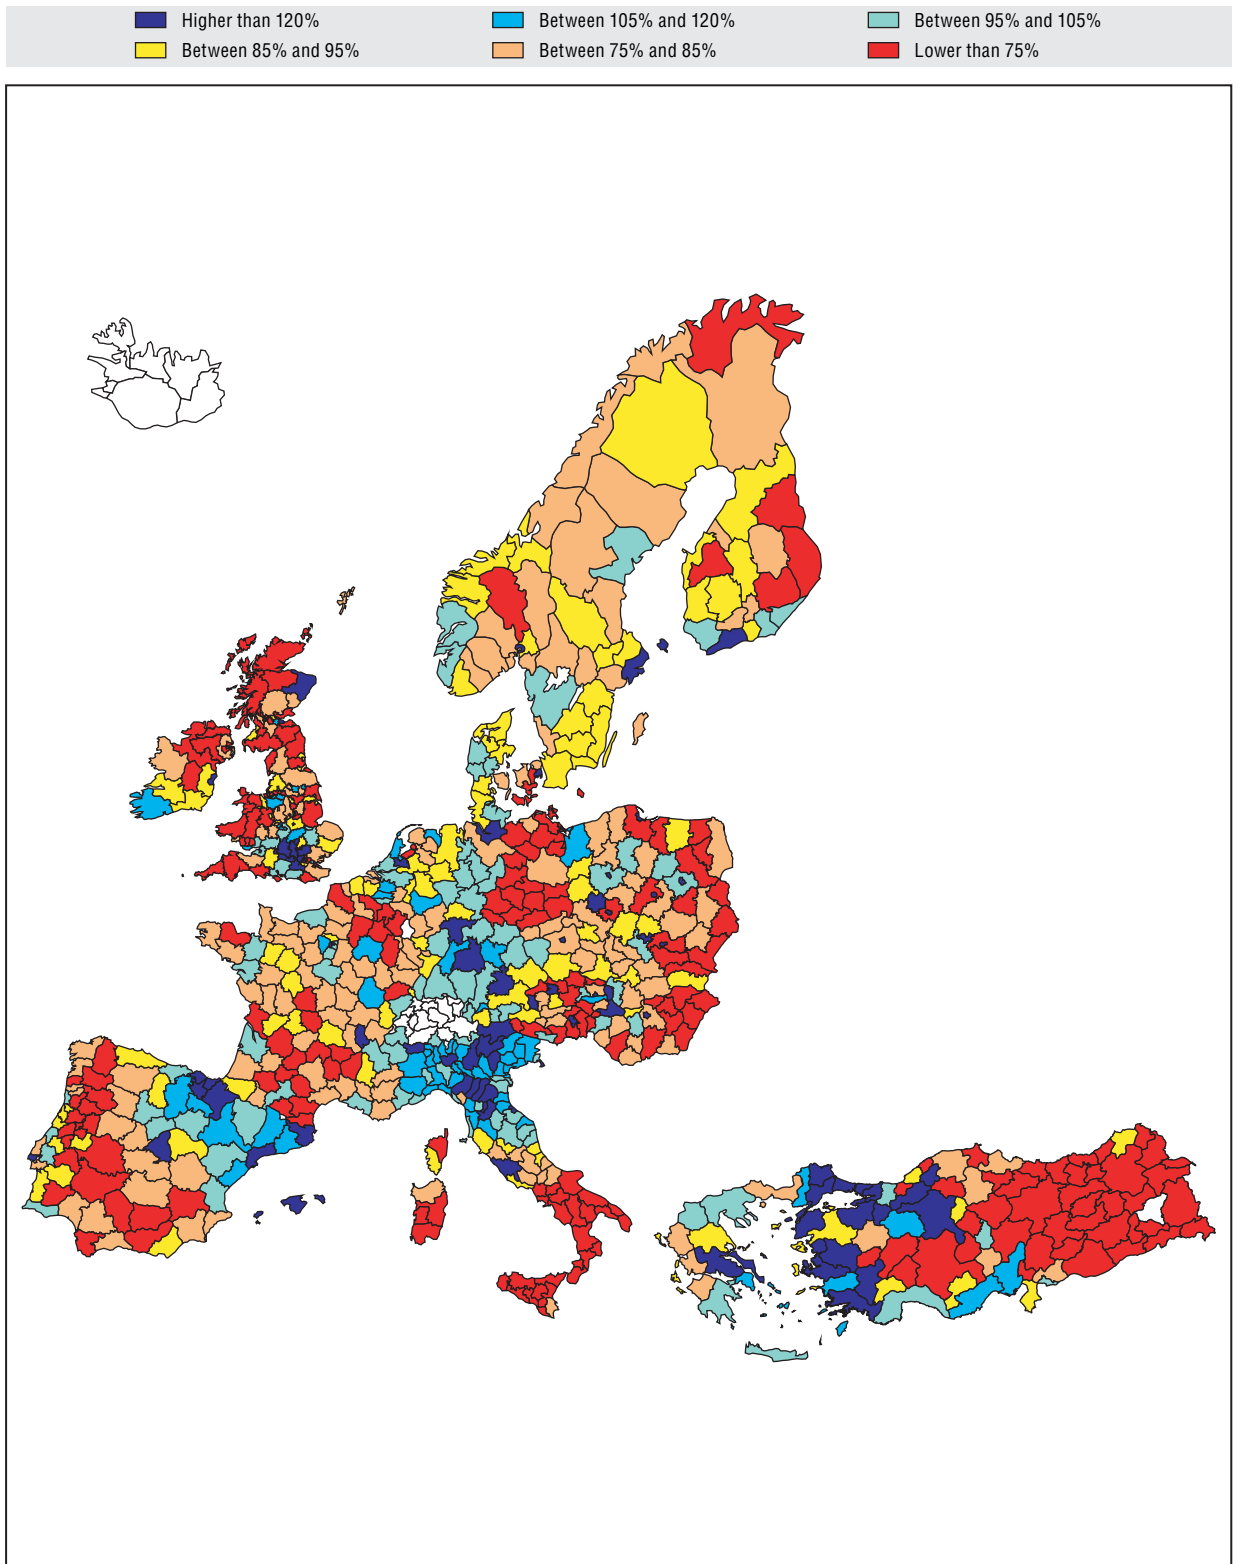 Higher than 120% Between 105% and 120% Between 95% and 105%
Between 85% and 95% Between 75% and 85% Lower than 75%